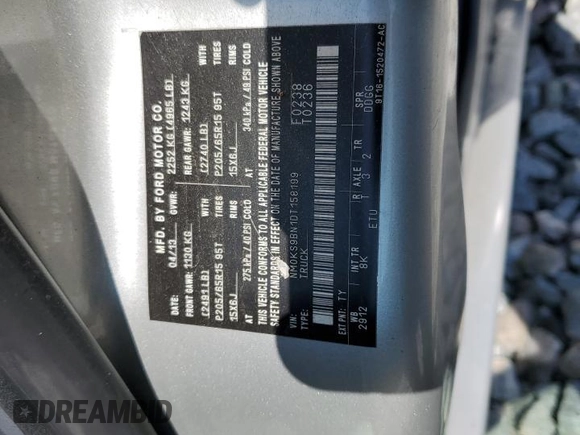 MFD. BY FORD MOTOR CO.
DATE: 04/13 GVWR: 2252 KG (4965 LB)
FRONT GAWR: 1130 KG REAR GAWR: 1243 KG
(2491 LB) WITH (2740 LB) WITH
P205/65R15 95T TIRES P205/65R15 95T TIRES
15X6J RIMS 15X6J RIMS
AT 275 kPa / 40 PSI COLD AT 340 kPa / 49 PSI COLD
THIS VEHICLE CONFORMS TO ALL APPLICABLE FEDERAL MOTOR VEHICLE
SAFETY STANDARDS IN EFFECT ON THE DATE OF MANUFACTURE SHOWN ABOVE
VIN: NM0KS9BN1DT158199 F0238
TYPE: TRUCK T0236
EXT PNT: TY ETU
WB INT TR R AXLE TR SPR
2912 8K T 3 2 DDGG
9T16-1520472-AC
DREAMBID